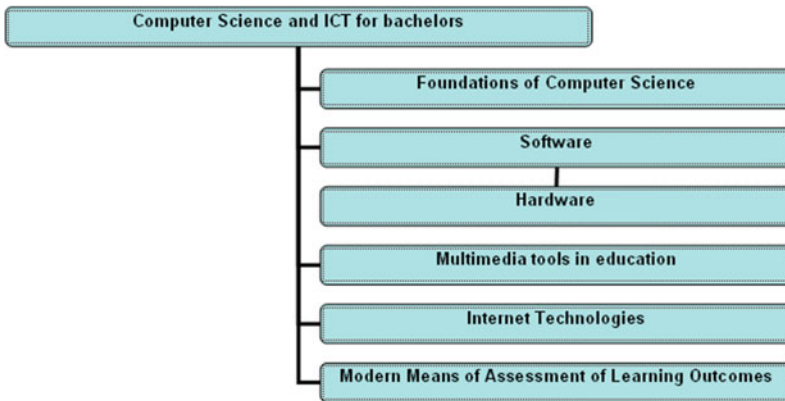 Computer Science and ICT for bachelors
Foundations of Computer Science
Software
Hardware
Multimedia tools in education
Internet Technologies
Modern Means of Assessment of Learning Outcomes